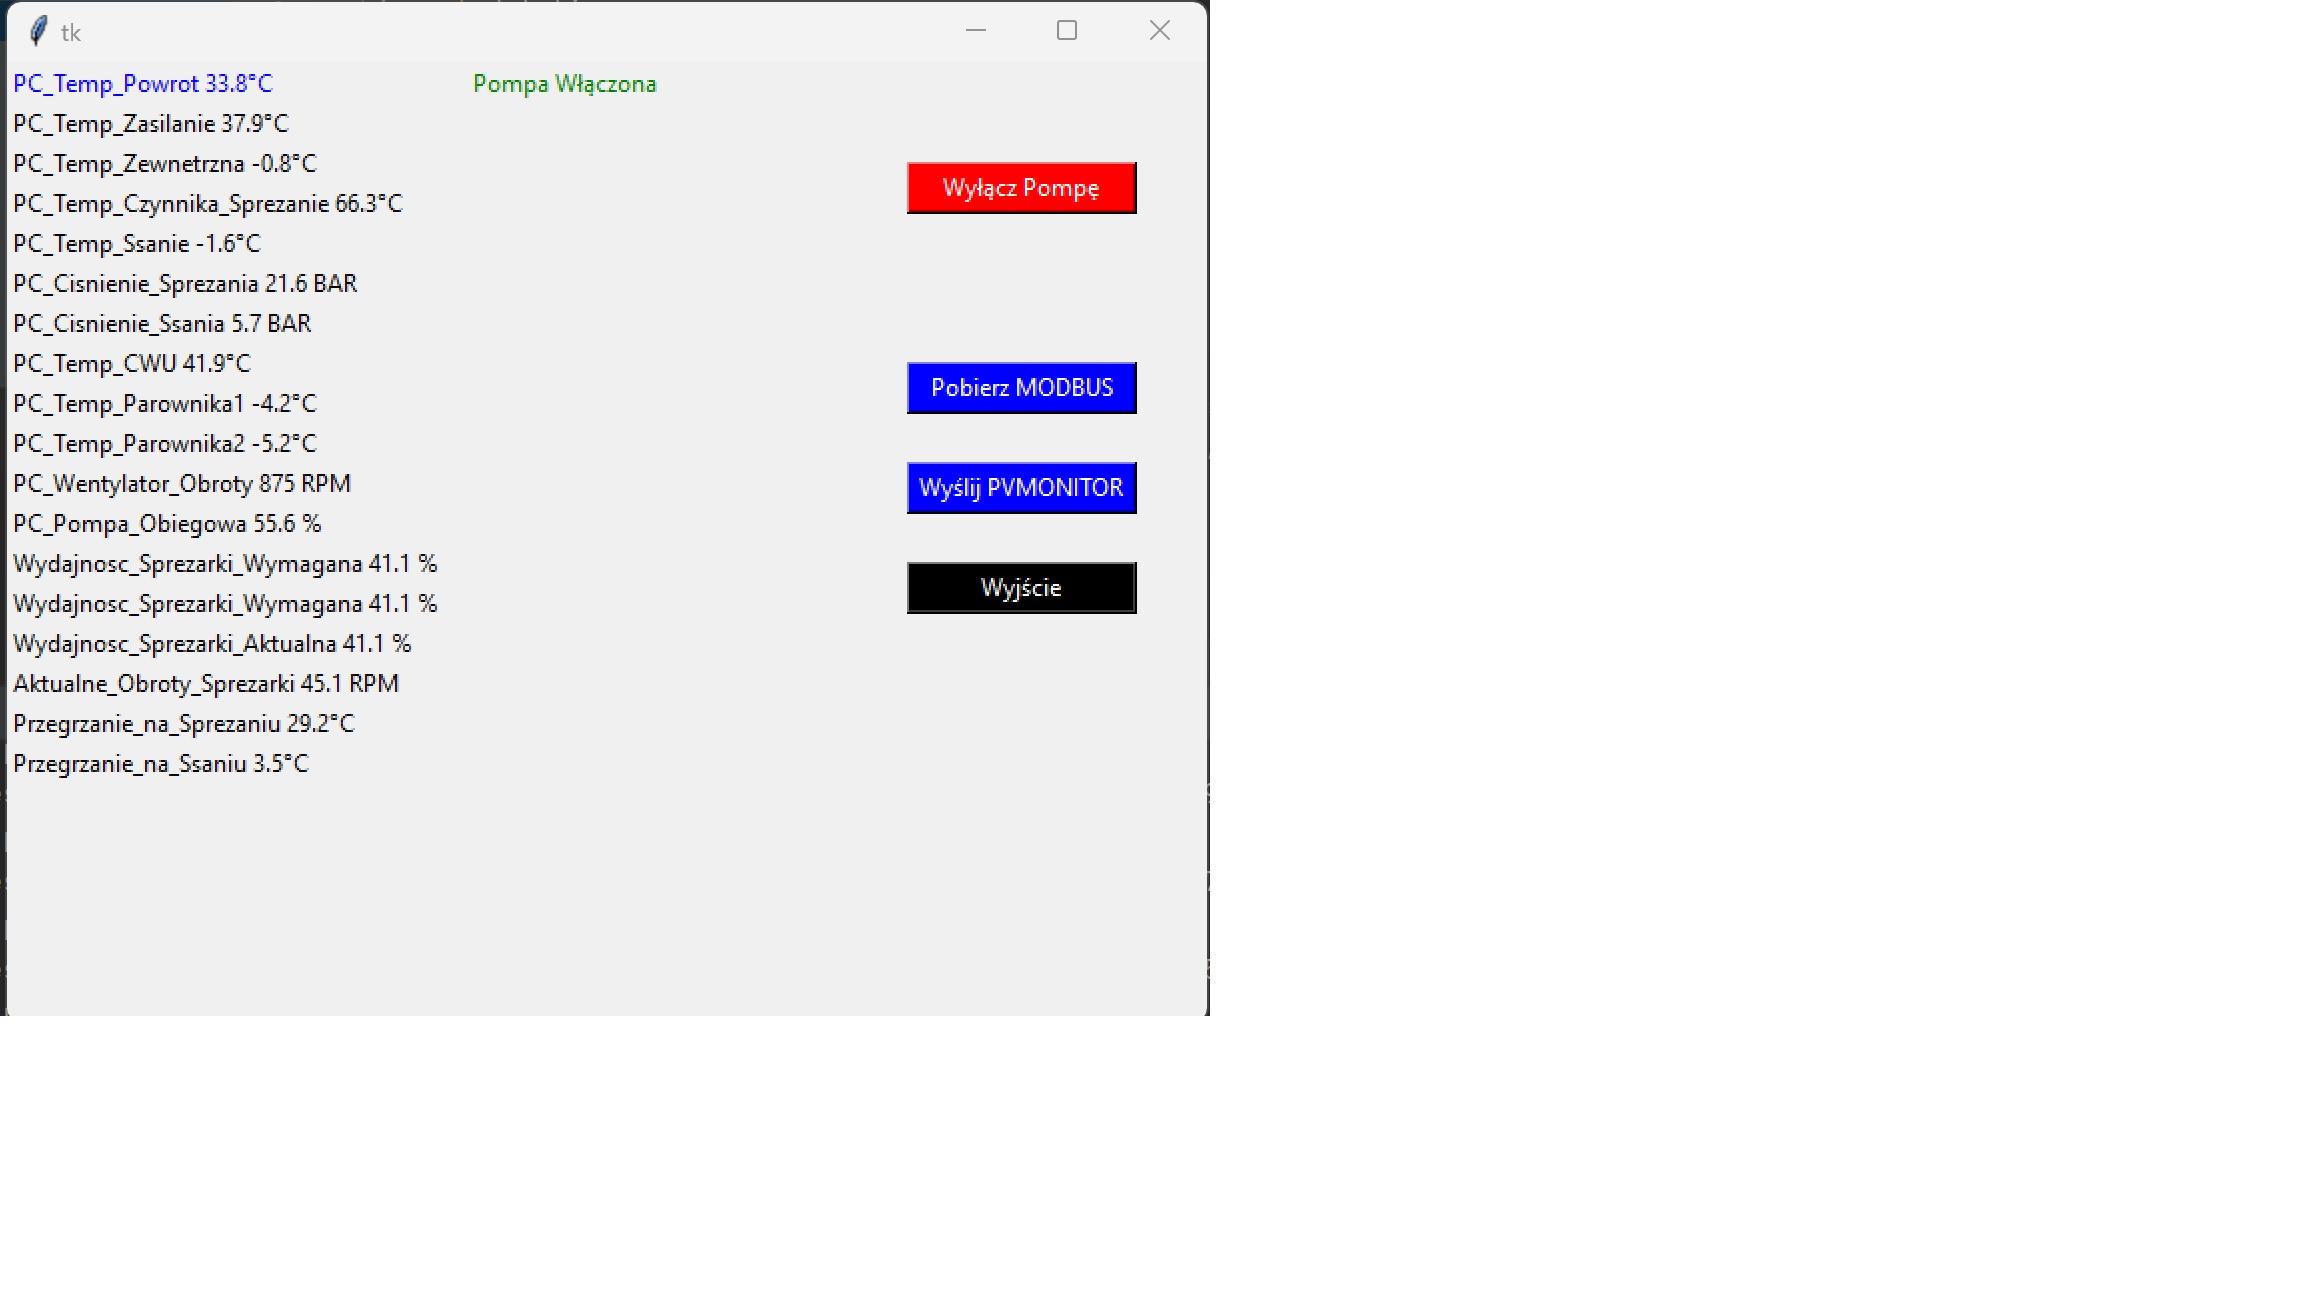 tk
PC_Temp_Powrot 33.8°C
Pompa Włączona
PC_Temp_Zasilanie 37.9°C
PC_Temp_Zewnetrzna -0.8°C
Wyłącz Pompę
PC_Temp_Czynnika_Sprezanie 66.3°C
PC_Temp_Ssanie -1.6°C
PC_Cisnienie_Sprezania 21.6 BAR
PC_Cisnienie_Ssania 5.7 BAR
PC_Temp_CWU 41.9°C
Pobierz MODBUS
PC_Temp_Parownika1 -4.2°C
PC_Temp_Parownika2 -5.2°C
PC_Wentylator_Obroty 875 RPM
Wyślij PVMONITOR
PC_Pompa_Obiegowa 55.6 %
Wydajnosc_Sprezarki_Wymagana 41.1 %
Wyjście
Wydajnosc_Sprezarki_Wymagana 41.1 %
Wydajnosc_Sprezarki_Aktualna 41.1 %
Aktualne_Obroty_Sprezarki 45.1 RPM
Przegrzanie_na_Sprezaniu 29.2°C
Przegrzanie_na_Ssaniu 3.5°C